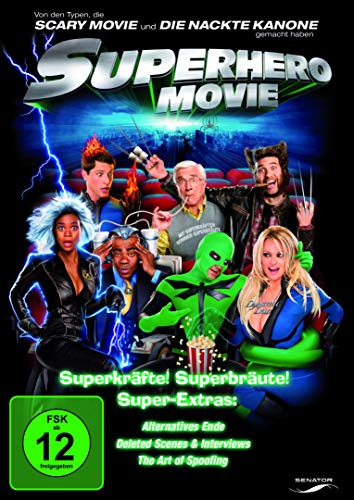 Von den Typen, die
SCARY MOVIE und DIE NACKTE KANONE
gemacht haben
SUPERHERO
MOVIE
Superkräfte! Superbräute!
Super-Extras:
Alternatives Ende
Deleted Scenes & Interviews
The Art of Spoofing
FSK
ab
12
freigegeben
SENATOR